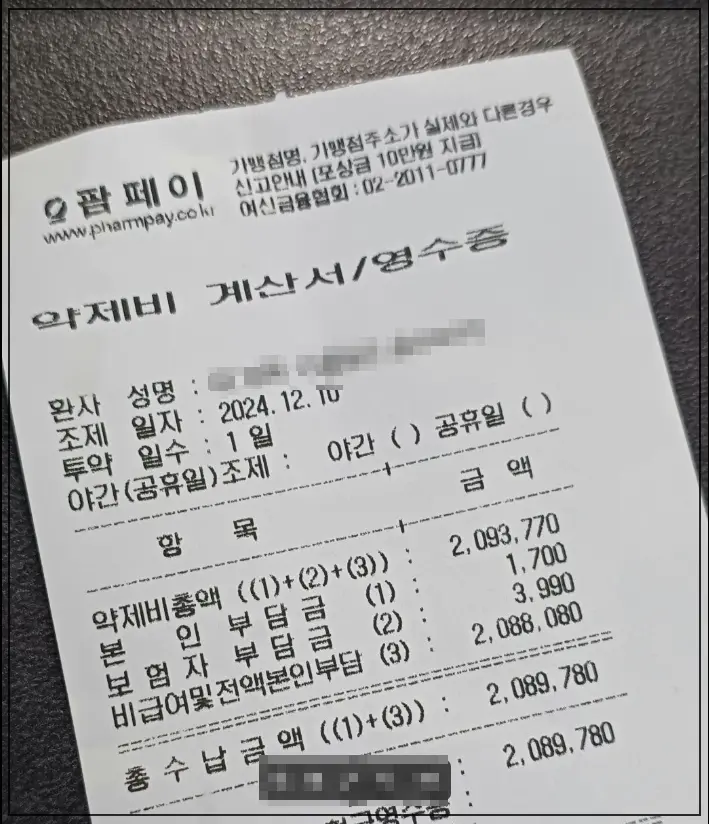 팜페이
www.pharmpay.co.kr
가맹점명, 가맹점주소가 실제와 다른경우
신고안내 (포상금 10만원 지급)
여신금융협회 : 02-2011-0777
약제비 계산서/영수증
환자 성명 :
조제 일자 : 2024.12.10
투약 일수 : 1 일
야간(공휴일)조제 : 야간 ( ) 공휴일 ( )
항 목 금 액
약제비총액 ((1)+(2)+(3)) : 2,093,770
본 인 부 담 금 (1) : 1,700
보 험 자 부 담 금 (2) : 3,990
비급여및전액본인부담 (3) : 2,088,080
총 수 납 금 액 ((1)+(3)) : 2,089,780
: 2,089,780
현금영수증 :